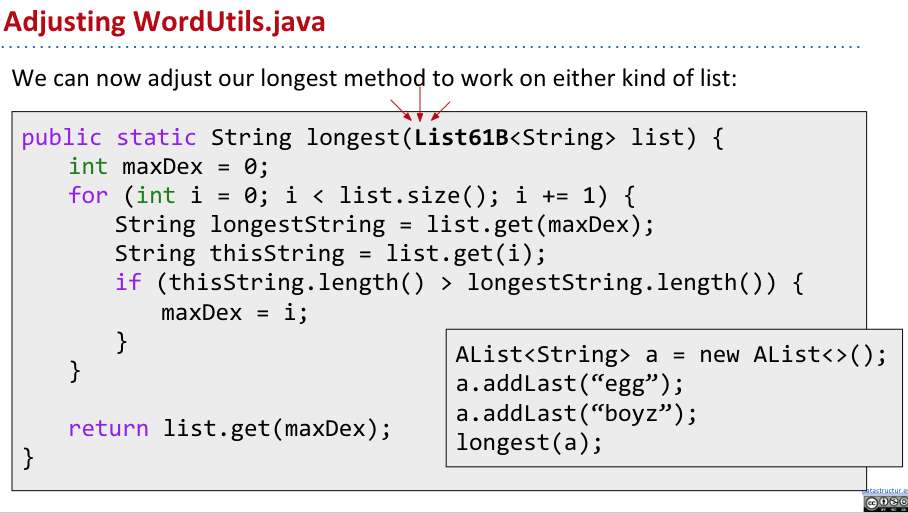 Adjusting WordUtils.java
We can now adjust our longest method to work on either kind of list:
public static String longest(List61B<String> list) {
int maxDex = 0;
for (int i = 0; i < list.size(); i += 1) {
String longestString = list.get(maxDex);
String thisString = list.get(i);
if (thisString.length() > longestString.length()) {
maxDex = i;
}
}
return list.get(maxDex);
}
AList<String> a = new AList<>();
a.addLast(“egg”);
a.addLast(“boyz”);
longest(a);